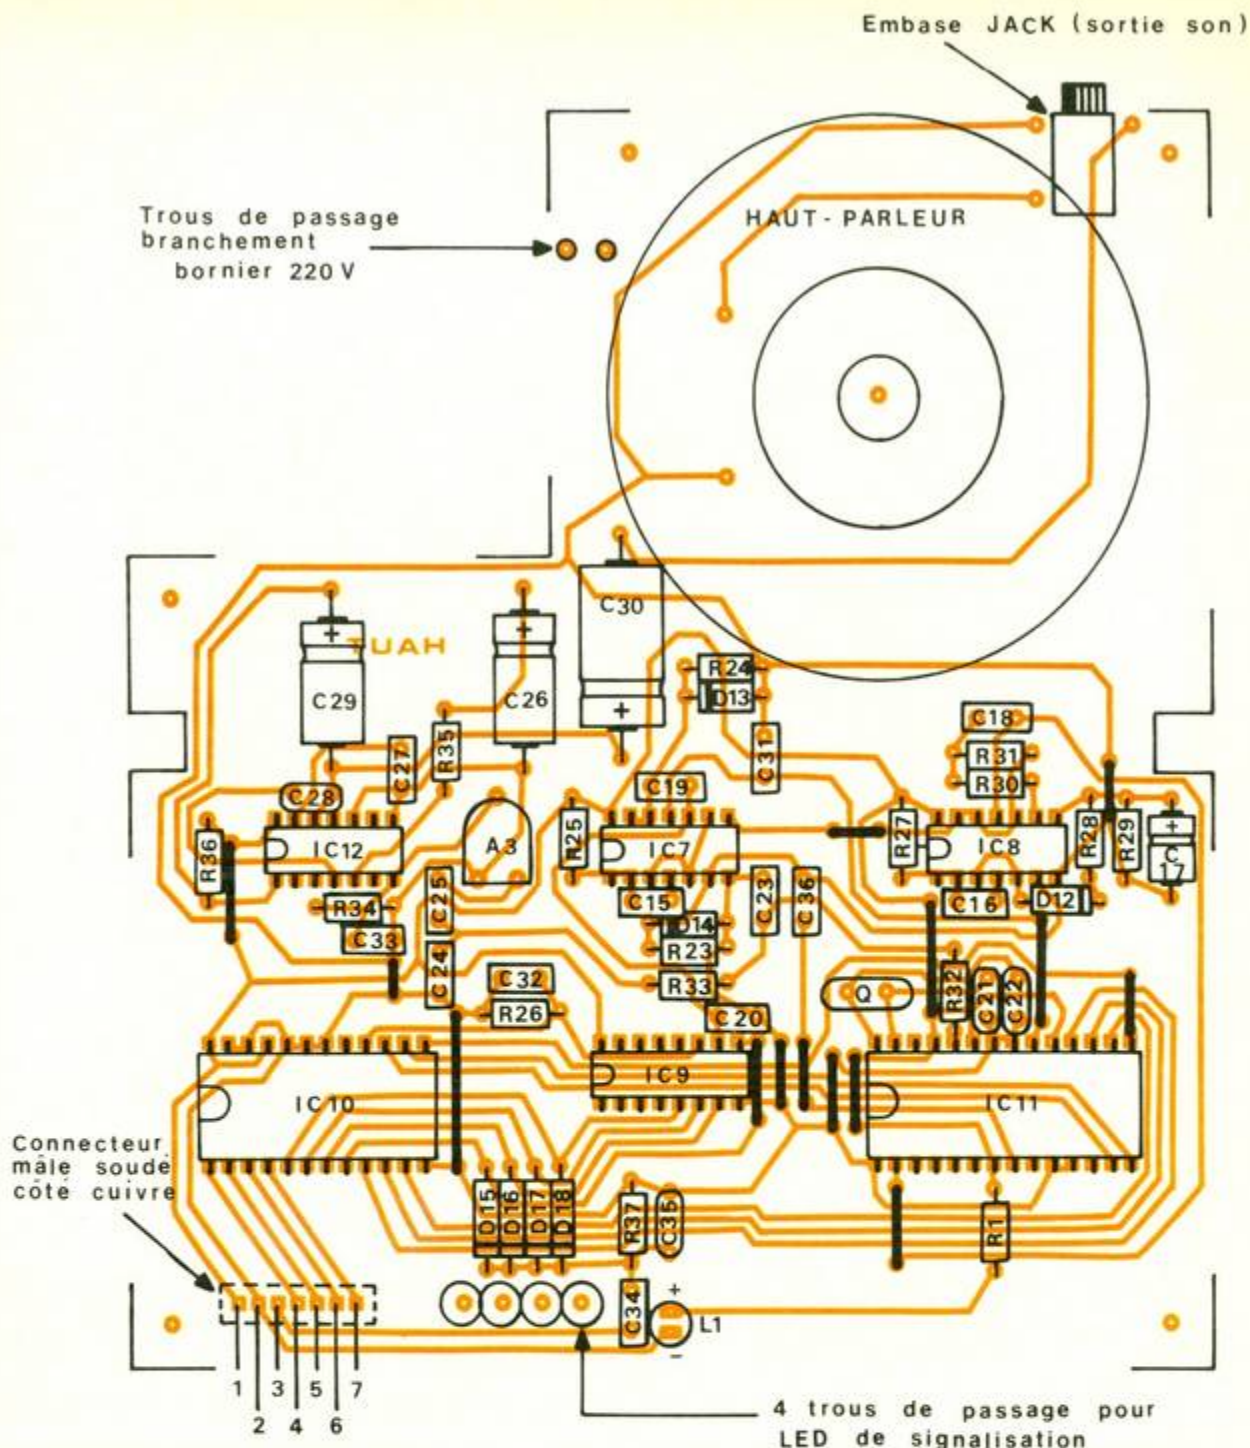 Embase JACK (sortie son)
Trous de passage
branchement
bornier 220 V
HAUT-PARLEUR
C30
TUAH
R24
D13
C29
C26
C18
R35
C27
C31
R31
R30
C28
C19
R36
IC12
A3
R25
IC7
R27
IC8
R28
R29
C17
R34
C25
C15
C23
C36
C16
D12
D14
C33
R23
C24
C32
R33
Q
R32
C21
C22
R26
C20
IC10
IC9
IC11
Connecteur
mâle soudé
côté cuivre
D15
D16
D17
D18
R37
C35
R1
C34
L1
1
2
3
4
5
6
7
4 trous de passage pour
LED de signalisation